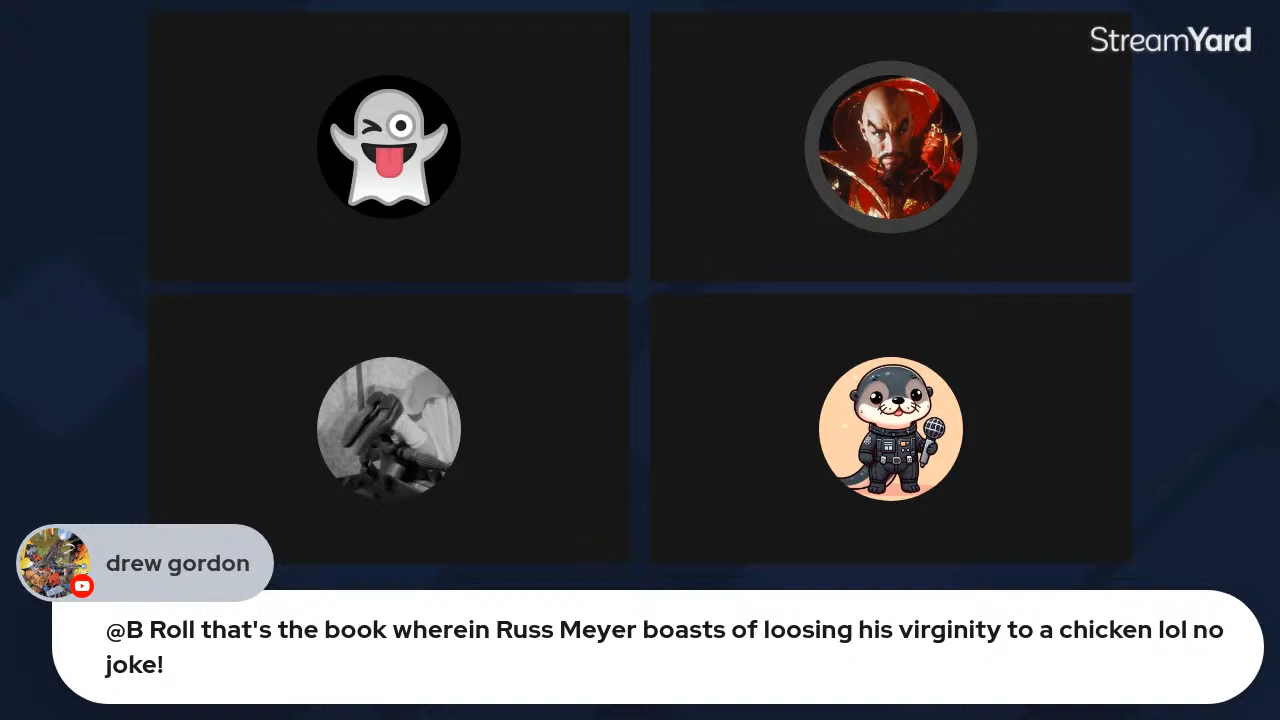 StreamYard
drew gordon
@B Roll that's the book wherein Russ Meyer boasts of loosing his virginity to a chicken lol no
joke!